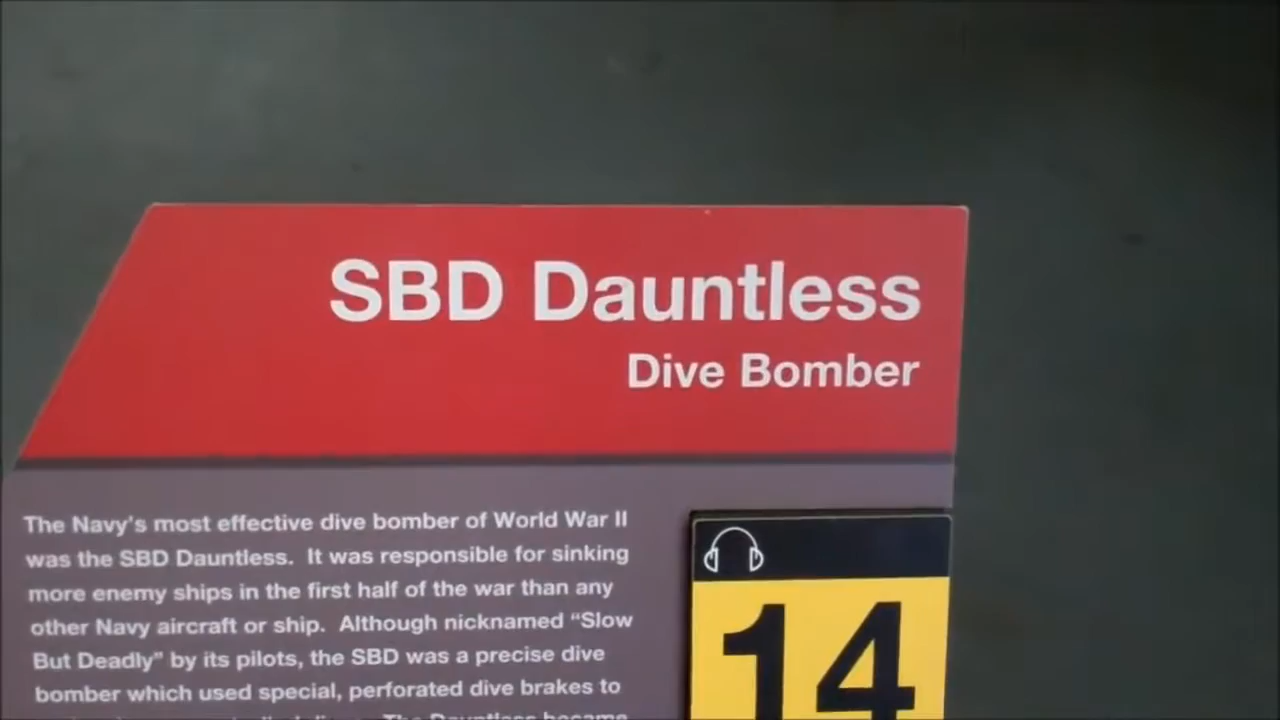 SBD Dauntless
Dive Bomber
The Navy's most effective dive bomber of World War II
was the SBD Dauntless. It was responsible for sinking
more enemy ships in the first half of the war than any
other Navy aircraft or ship. Although nicknamed “Slow
But Deadly” by its pilots, the SBD was a precise dive
bomber which used special, perforated dive brakes to
The Dauntless became
14